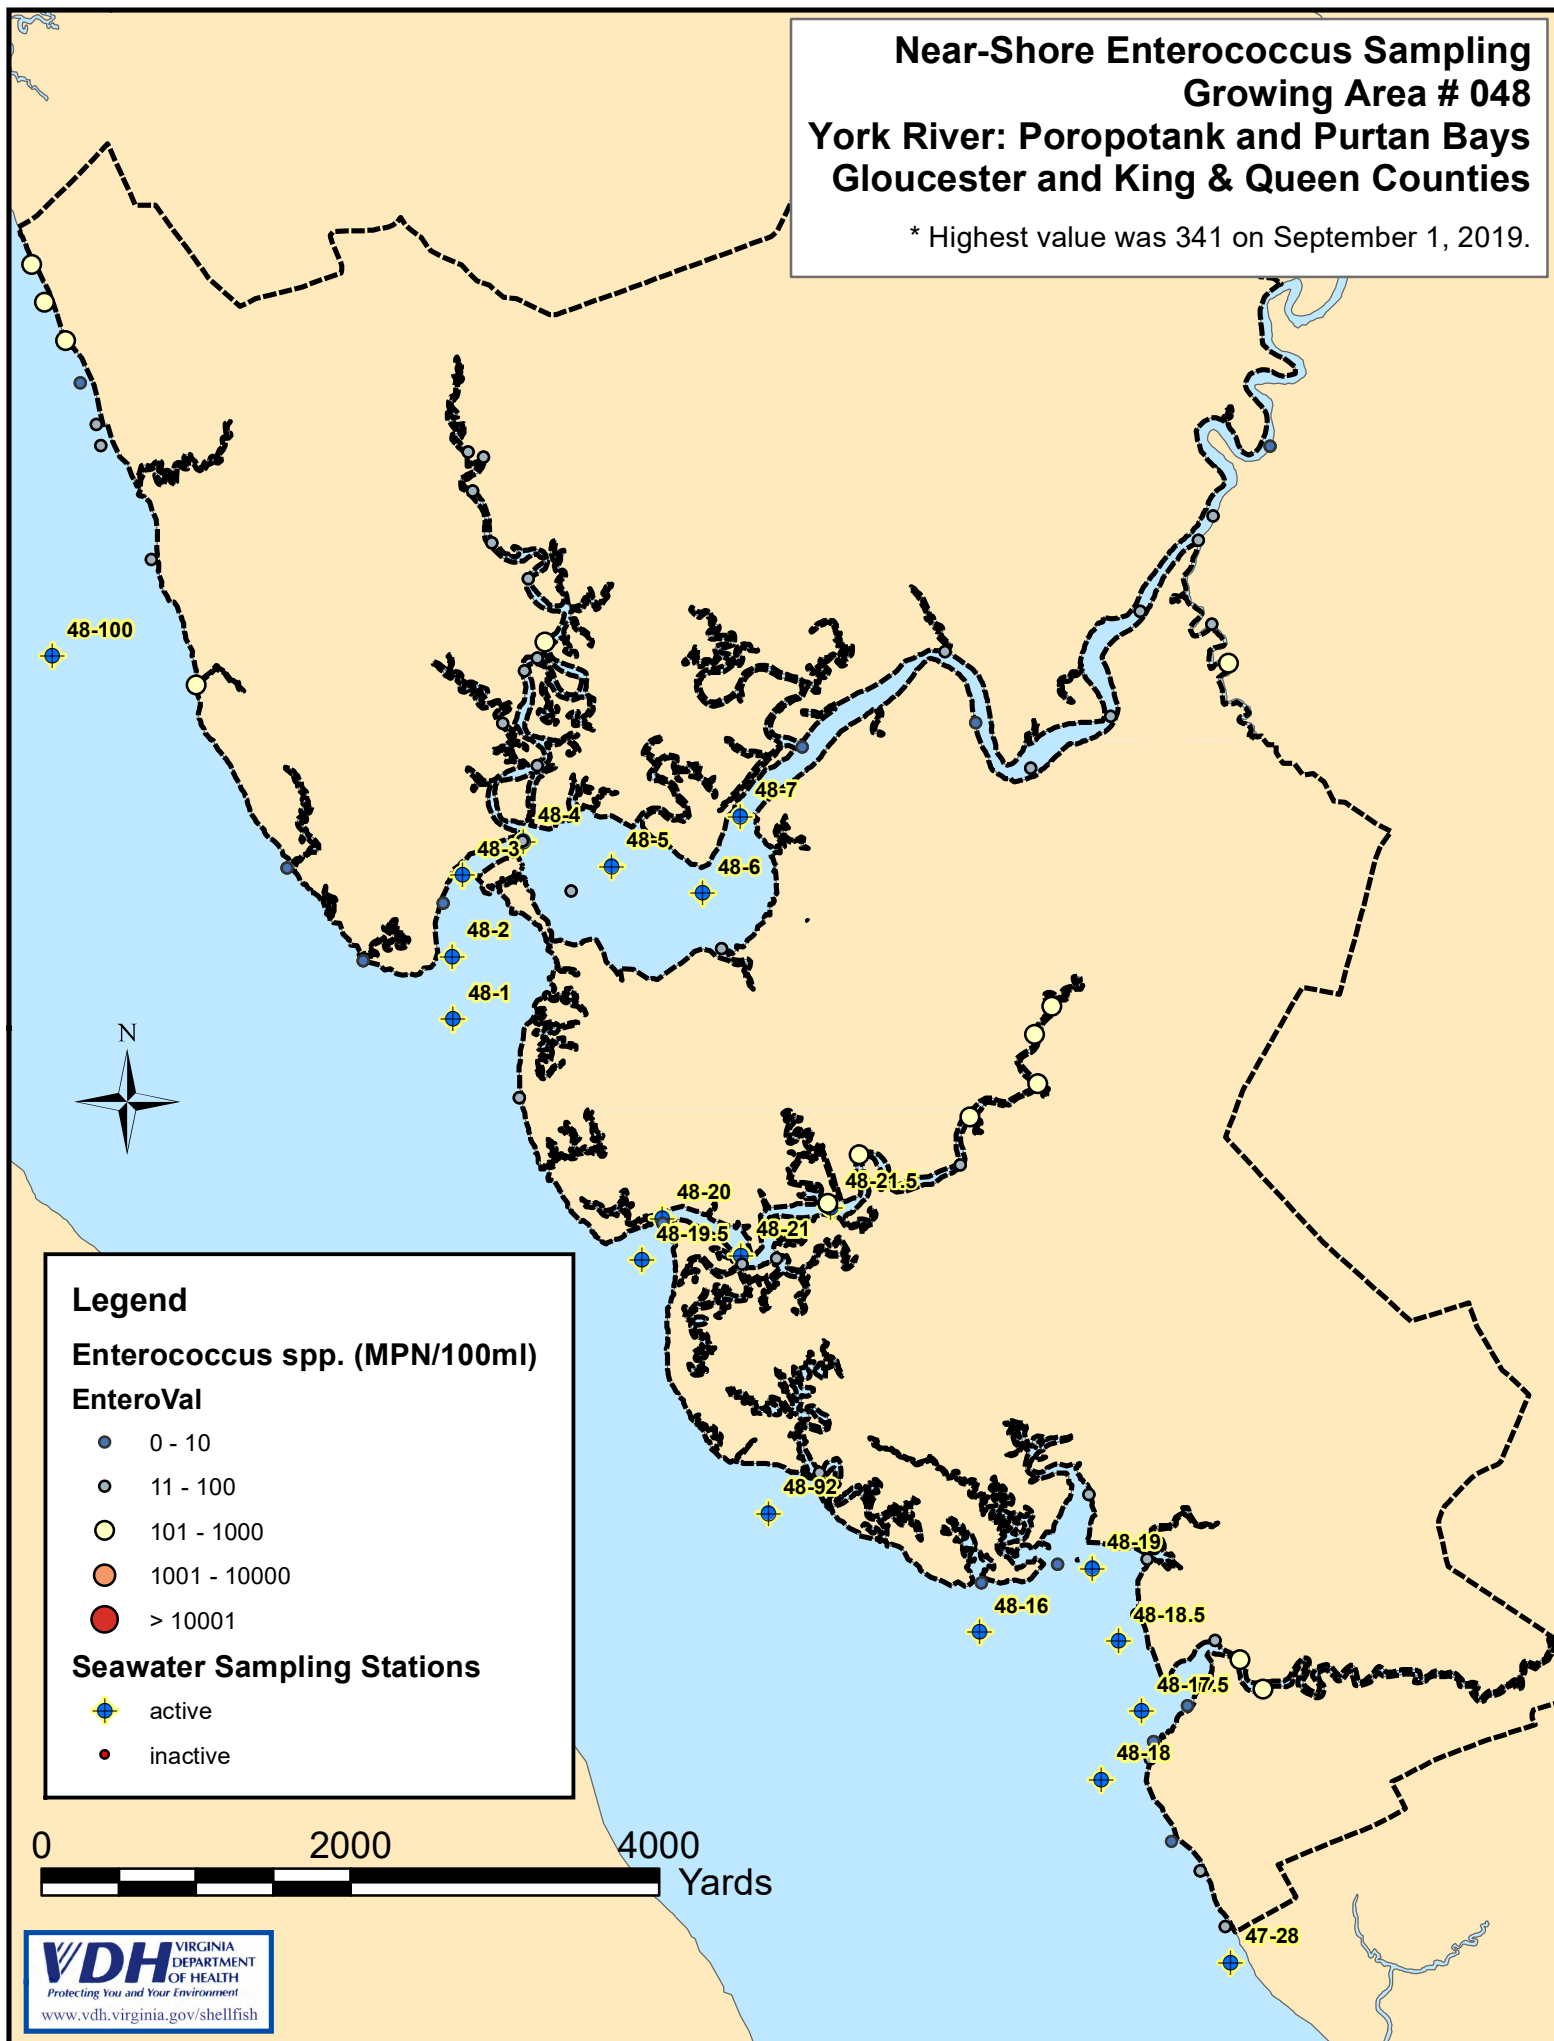 Near-Shore Enterococcus Sampling
Growing Area # 048
York River: Poropotank and Purtan Bays
Gloucester and King & Queen Counties
* Highest value was 341 on September 1, 2019.
48-100
48-7
48-4
48-5
48-3
48-6
48-2
48-1
N
48-21.5
48-20
48-19.5
48-21
48-92
48-19
48-16
48-18.5
48-17.5
48-18
47-28
Legend
Enterococcus spp. (MPN/100ml)
EnteroVal
0 - 10
11 - 100
101 - 1000
1001 - 10000
> 10001
Seawater Sampling Stations
active
inactive
0 2000 4000
Yards
VDH VIRGINIA
DEPARTMENT
OF HEALTH
Protecting You and Your Environment
www.vdh.virginia.gov/shellfish